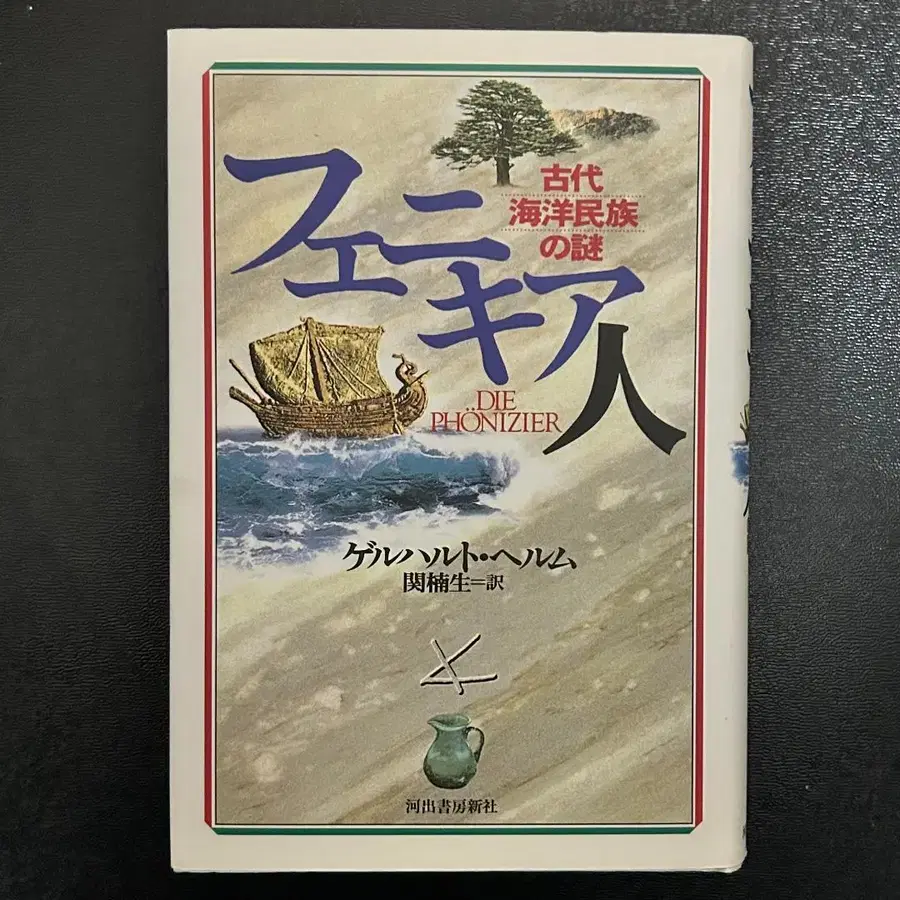 古代
海洋民族
の謎
フェニキア人
DIE
PHÖNIZIER
ゲルハルト・ヘルム
関楠生＝訳
河出書房新社